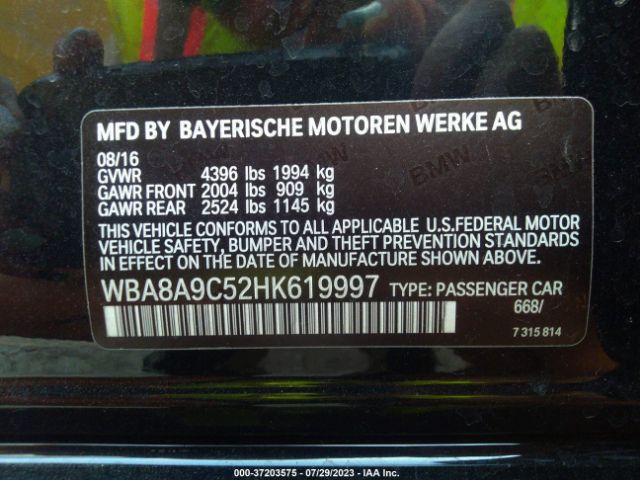 MFD BY BAYERISCHE MOTOREN WERKE AG
08/16
GVWR 4396 lbs 1994 kg
GAWR FRONT 2004 lbs 909 kg
GAWR REAR 2524 lbs 1145 kg
THIS VEHICLE CONFORMS TO ALL APPLICABLE U.S.FEDERAL MOTOR
VEHICLE SAFETY, BUMPER AND THEFT PREVENTION STANDARDS
IN EFFECT ON THE DATE OF MANUFACTURE SHOWN ABOVE.
WBA8A9C52HK619997 TYPE: PASSENGER CAR
668/
7 315 814
BMW
BMW
000-37203575 - 07/29/2023 - IAA Inc.